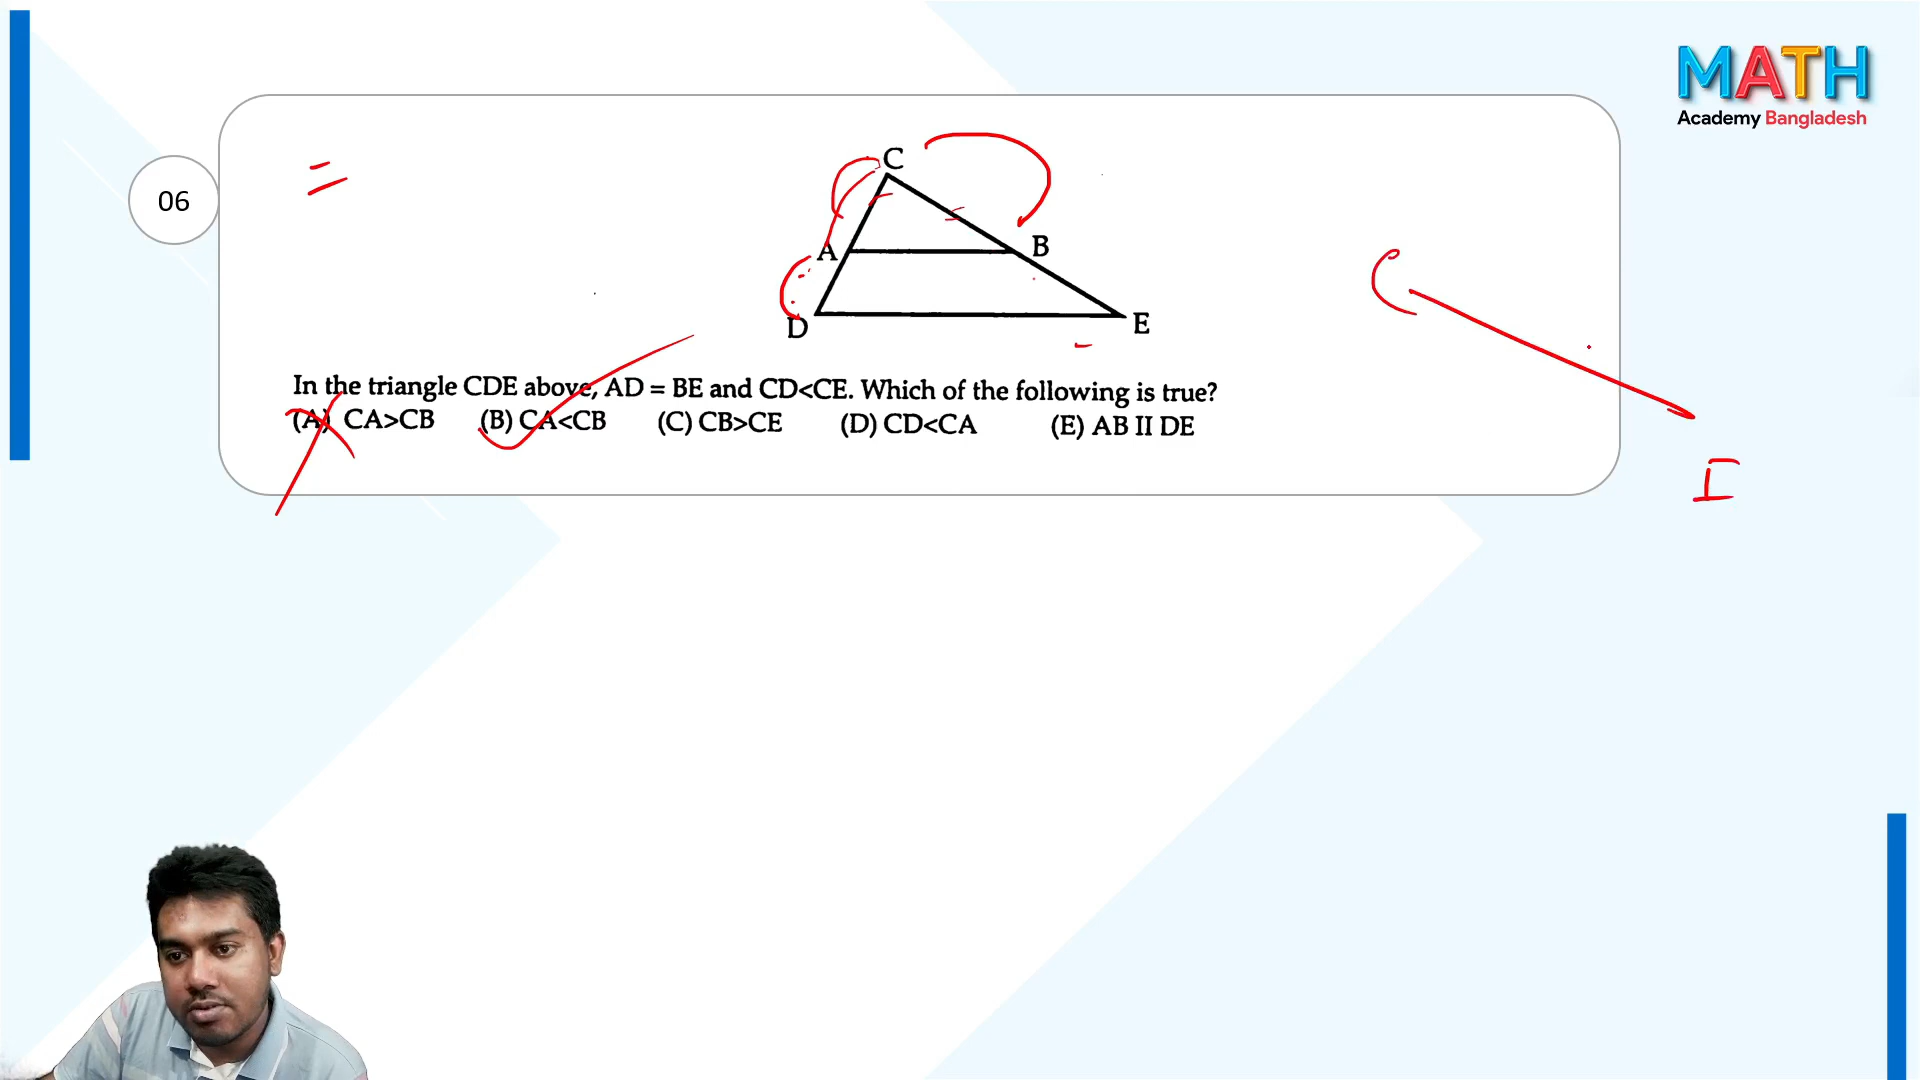 MATH
Academy Bangladesh
06
C
A
B
D
E
In the triangle CDE above, AD = BE and CD<CE. Which of the following is true?
(A) CA>CB (B) CA<CB (C) CB>CE (D) CD<CA (E) AB II DE